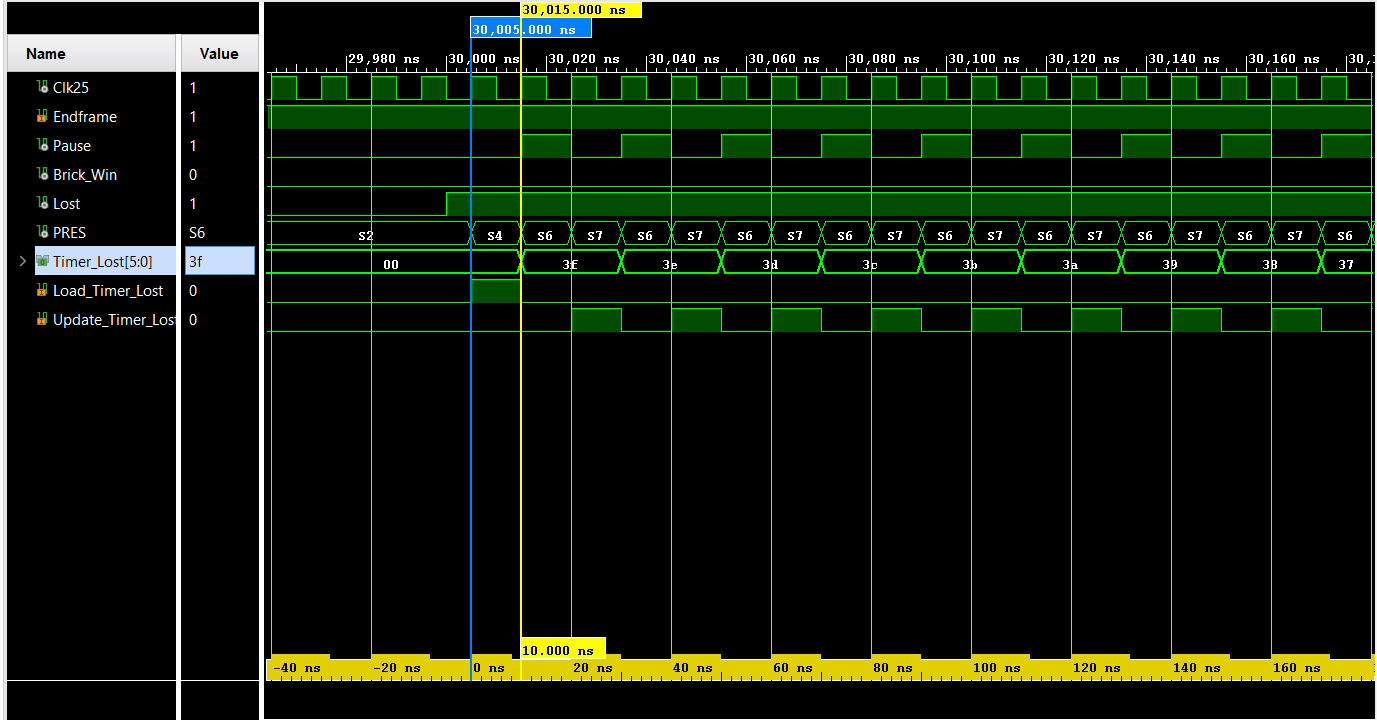 30,015.000 ns
30,005.000 ns
Name Value
29,980 ns 30,000 ns 30,020 ns 30,040 ns 30,060 ns 30,080 ns 30,100 ns 30,120 ns 30,140 ns 30,160 ns
Clk25 1
Endframe 1
Pause 1
Brick_Win 0
Lost 1
PRES S6 S2 S4 S6 S7 S6 S7 S6 S7 S6 S7 S6 S7 S6 S7 S6 S7 S6 S7 S6
Timer_Lost[5:0] 3f 00 3f 3e 3d 3c 3b 3a 39 38 37
Load_Timer_Lost 0
Update_Timer_Lost 0
10.000 ns
-40 ns -20 ns 0 ns 20 ns 40 ns 60 ns 80 ns 100 ns 120 ns 140 ns 160 ns